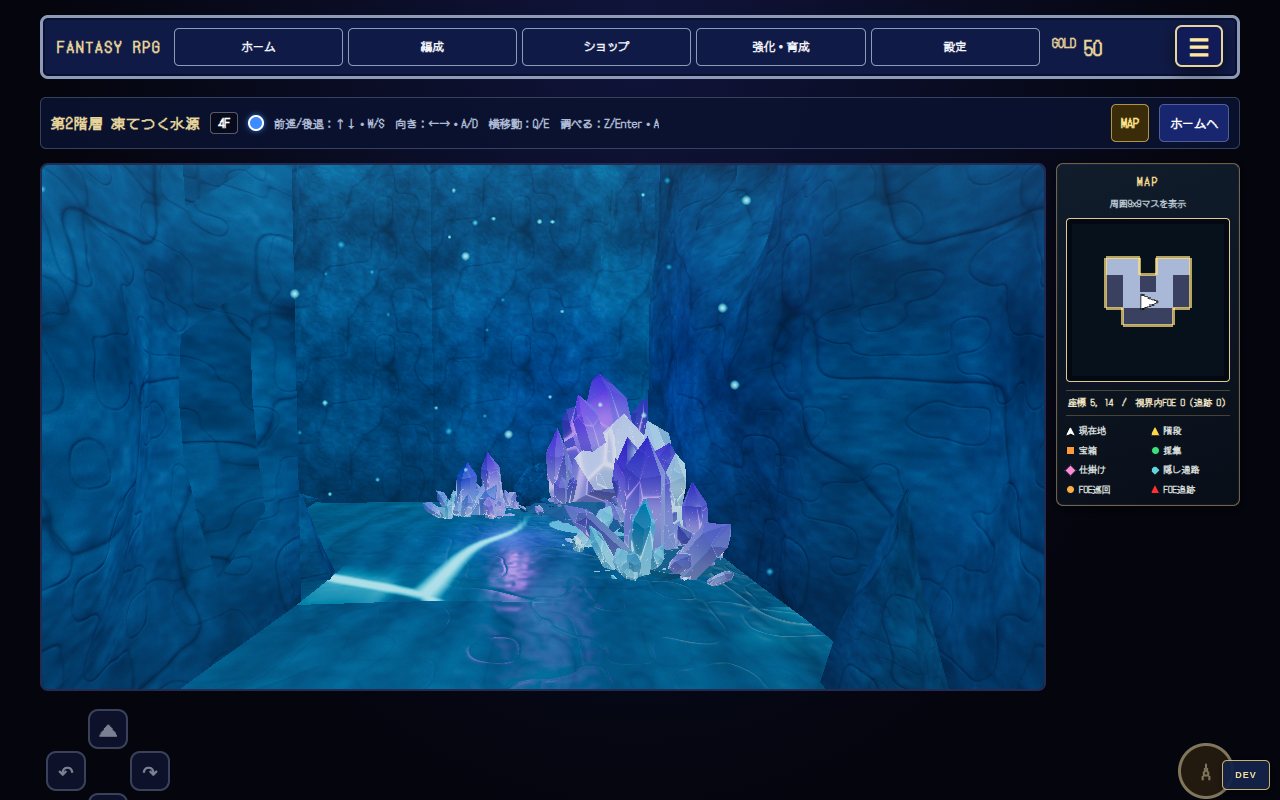 FANTASY RPG
ホーム
編成
ショップ
強化・育成
設定
GOLD 50
第2階層 凍てつく水源
4F
前進/後退：↑↓・W/S 向き：←→・A/D 横移動：Q/E 調べる：Z/Enter・A
MAP
ホームへ
MAP
周囲9x9マスを表示
座標 5, 14 / 視界内FOE 0 (追跡 0)
現在地
階段
宝箱
採集
仕掛け
隠し通路
FOE巡回
FOE追跡
A
DEV